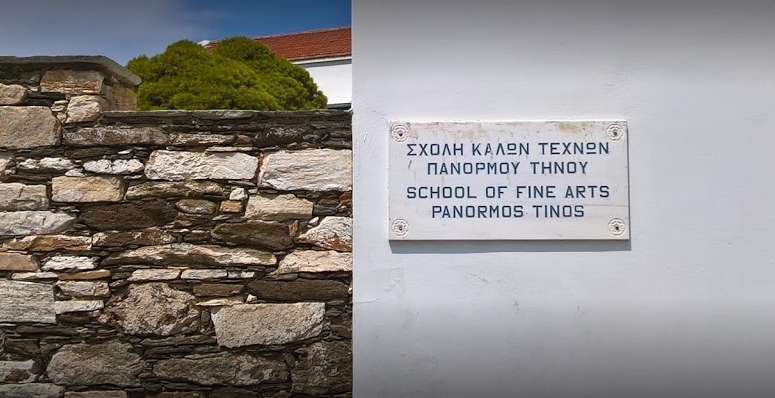 ΣΧΟΛΗ ΚΑΛΩΝ ΤΕΧΝΩΝ
ΠΑΝΟΡΜΟΥ ΤΗΝΟΥ
SCHOOL OF FINE ARTS
PANORMOS TINOS